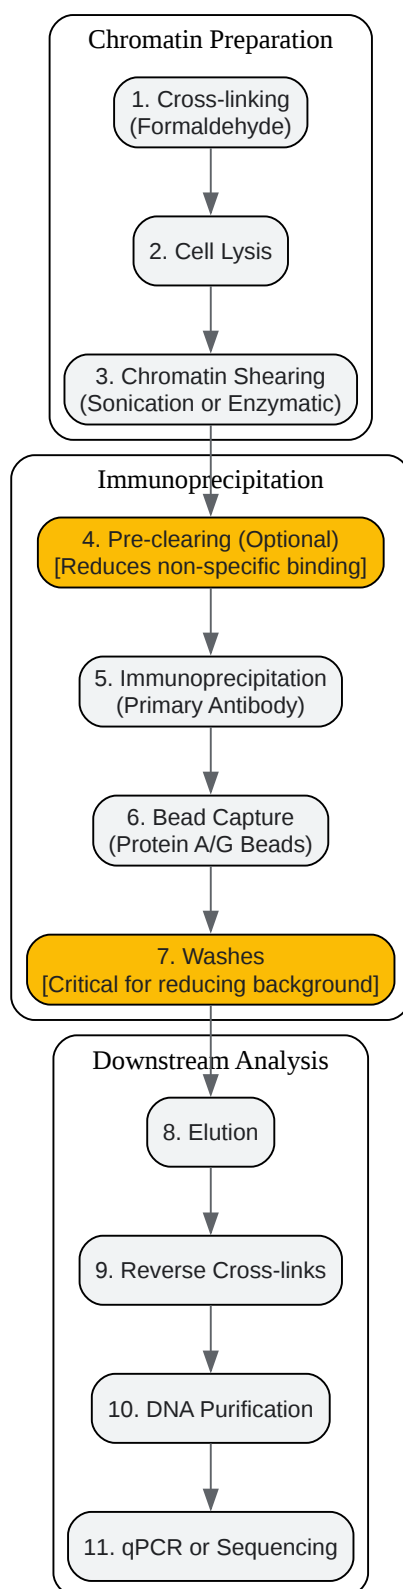 Chromatin Preparation
1. Cross-linking
(Formaldehyde)
2. Cell Lysis
3. Chromatin Shearing
(Sonication or Enzymatic)
Immunoprecipitation
4. Pre-clearing (Optional)
[Reduces non-specific binding]
5. Immunoprecipitation
(Primary Antibody)
6. Bead Capture
(Protein A/G Beads)
7. Washes
[Critical for reducing background]
Downstream Analysis
8. Elution
9. Reverse Cross-links
10. DNA Purification
11. qPCR or Sequencing